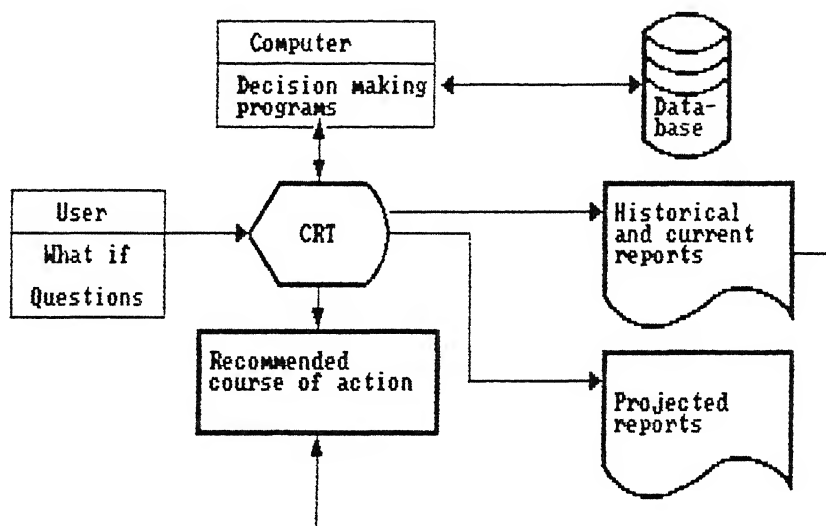 Computer
Decision making
programs
Data-
base
User
What if
Questions
CRT
Historical
and current
reports
Recommended
course of action
Projected
reports